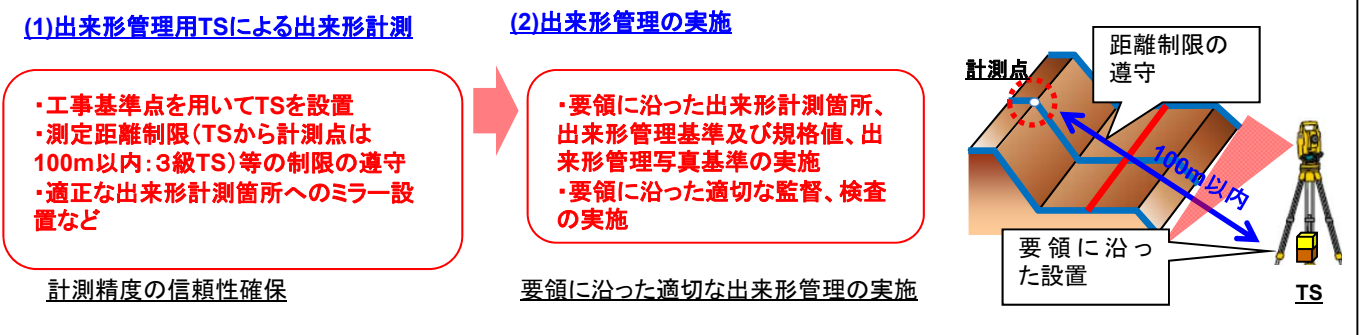 (1)出来形管理用TSによる出来形計測
・工事基準点を用いてTSを設置
・測定距離制限（TSから計測点は
100m以内：３級TS）等の制限の遵守
・適正な出来形計測箇所へのミラー設
置など
計測精度の信頼性確保
(2)出来形管理の実施
・要領に沿った出来形計測箇所、
出来形管理基準及び規格値、出
来形管理写真基準の実施
・要領に沿った適切な監督、検査
の実施
要領に沿った適切な出来形管理の実施
計測点
距離制限の
遵守
100m以内
要領に沿っ
た設置
TS